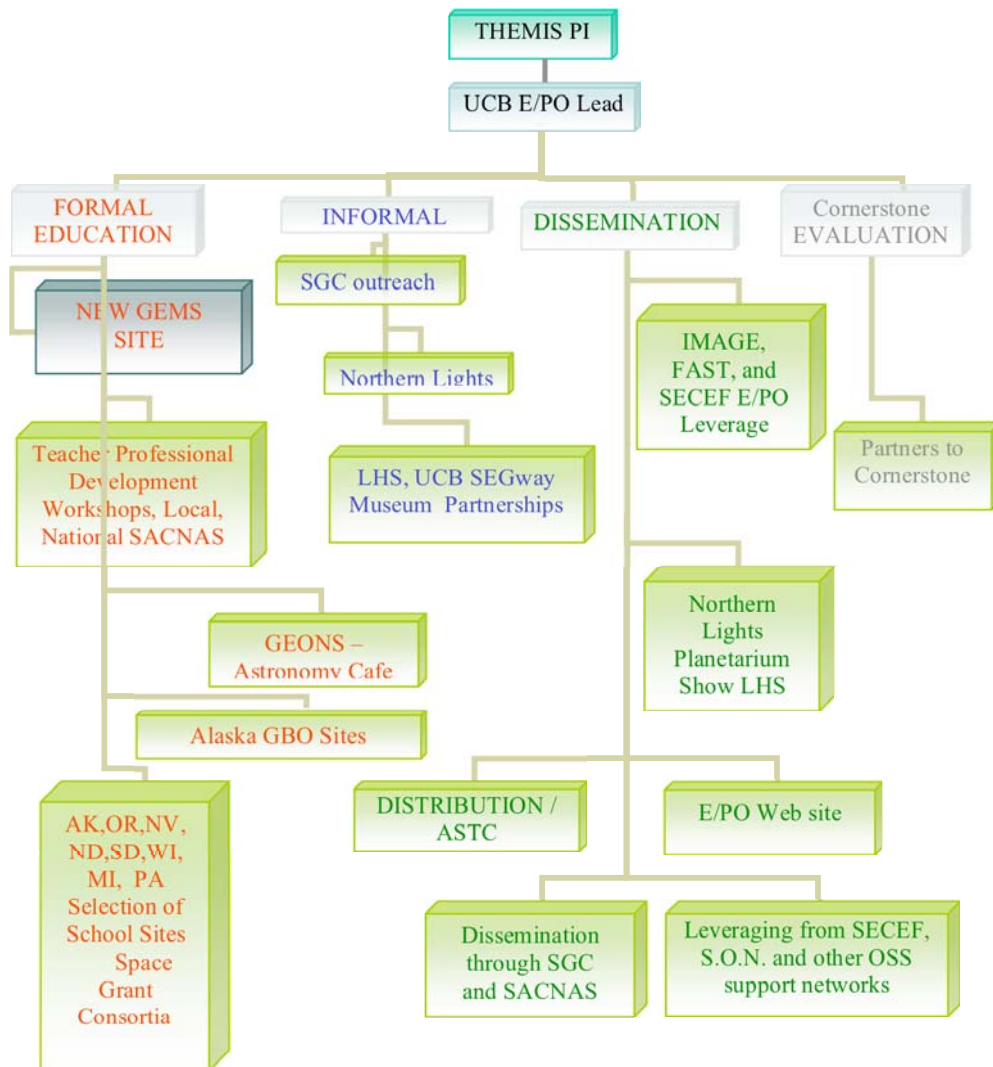 THEMIS PI
UCB E/PO Lead
FORMAL
EDUCATION
INFORMAL
DISSEMINATION
Cornerstone
EVALUATION
NEW GEMS
SITE
SGC outreach
Northern Lights
IMAGE,
FAST, and
SECEF E/PO
Leverage
Teacher Professional
Development
Workshops, Local,
National SACNAS
LHS, UCB SEGway
Museum Partnerships
Partners to
Cornerstone
GEONS –
Astronomy Cafe
Northern
Lights
Planetarium
Show LHS
Alaska GBO Sites
AK,OR,NV,
ND,SD,WI,
MI, PA
Selection of
School Sites
Space
Grant
Consortia
DISTRIBUTION /
ASTC
E/PO Web site
Dissemination
through SGC
and SACNAS
Leveraging from SECEF,
S.O.N. and other OSS
support networks